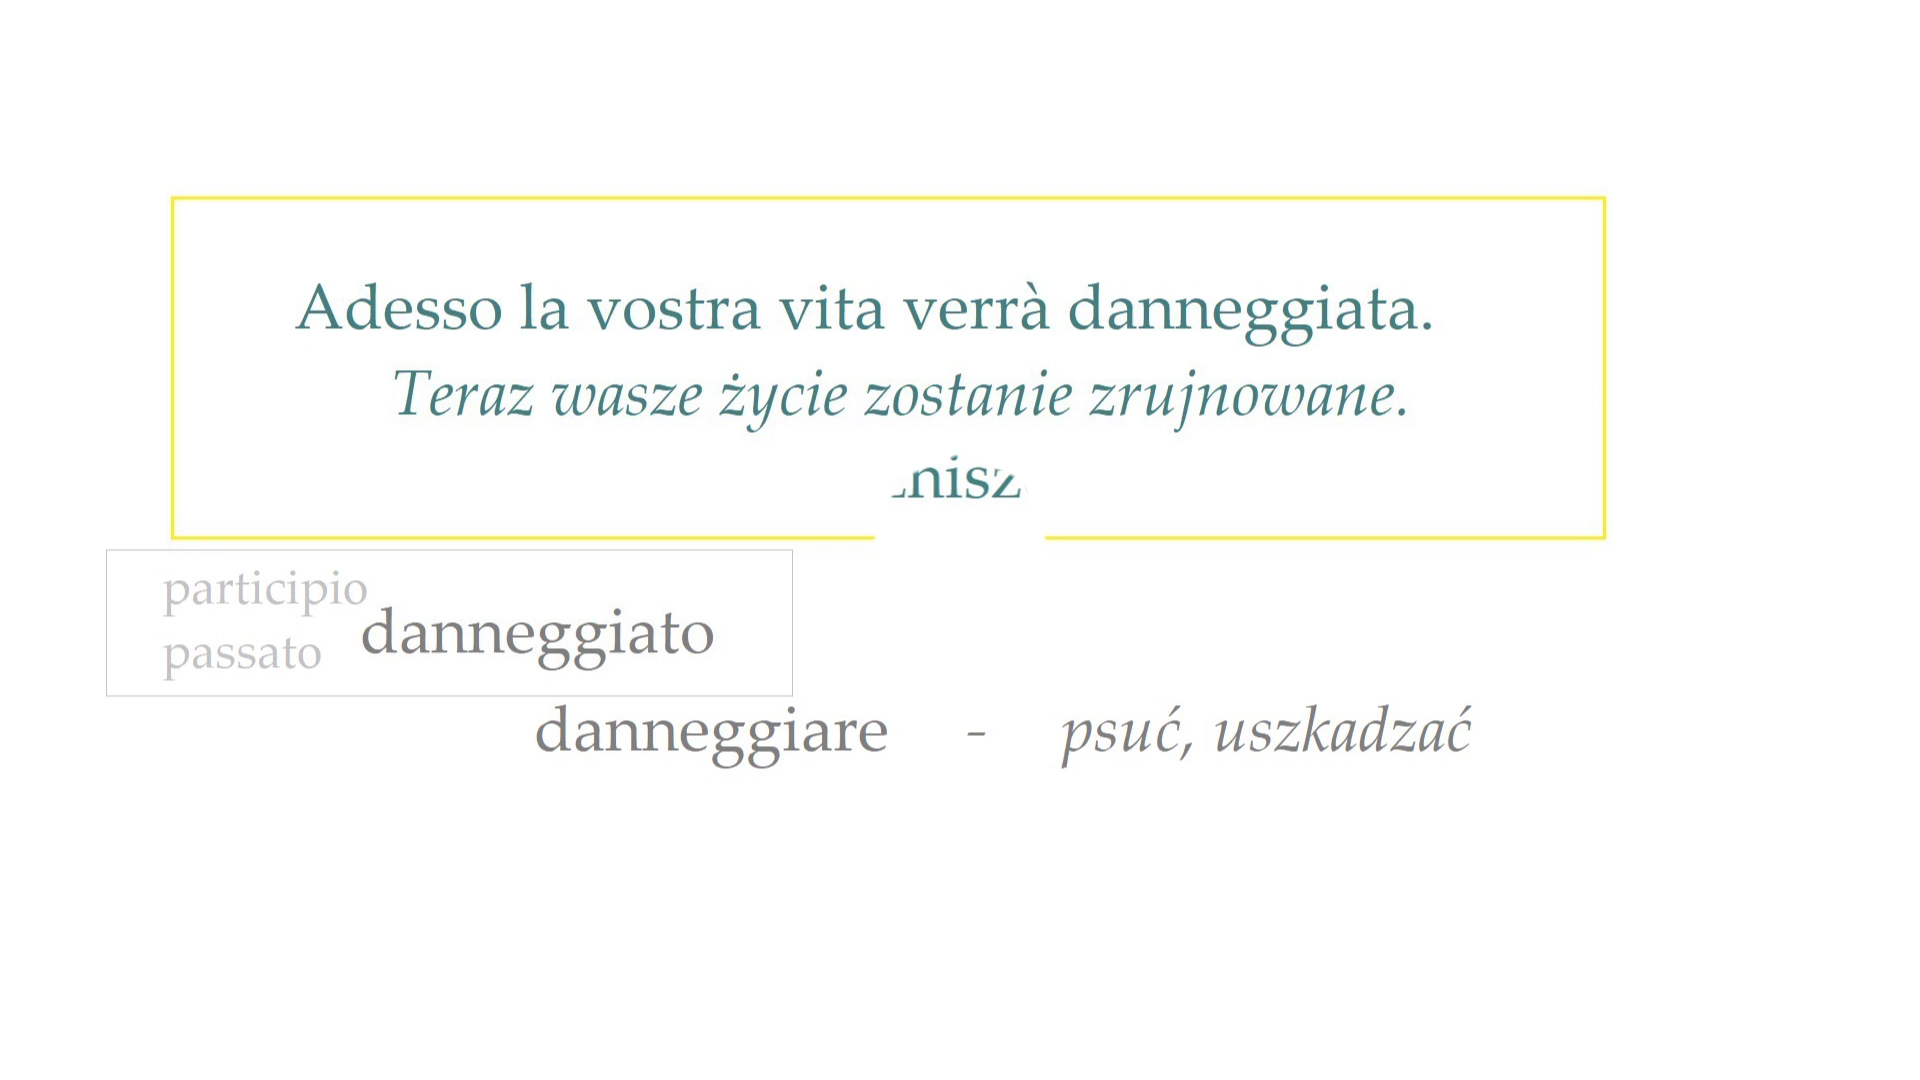 Adesso la vostra vita verrà danneggiata.
Teraz wasze życie zostanie zrujnowane.
participio
passato
danneggiato
danneggiare - psuć, uszkadzać